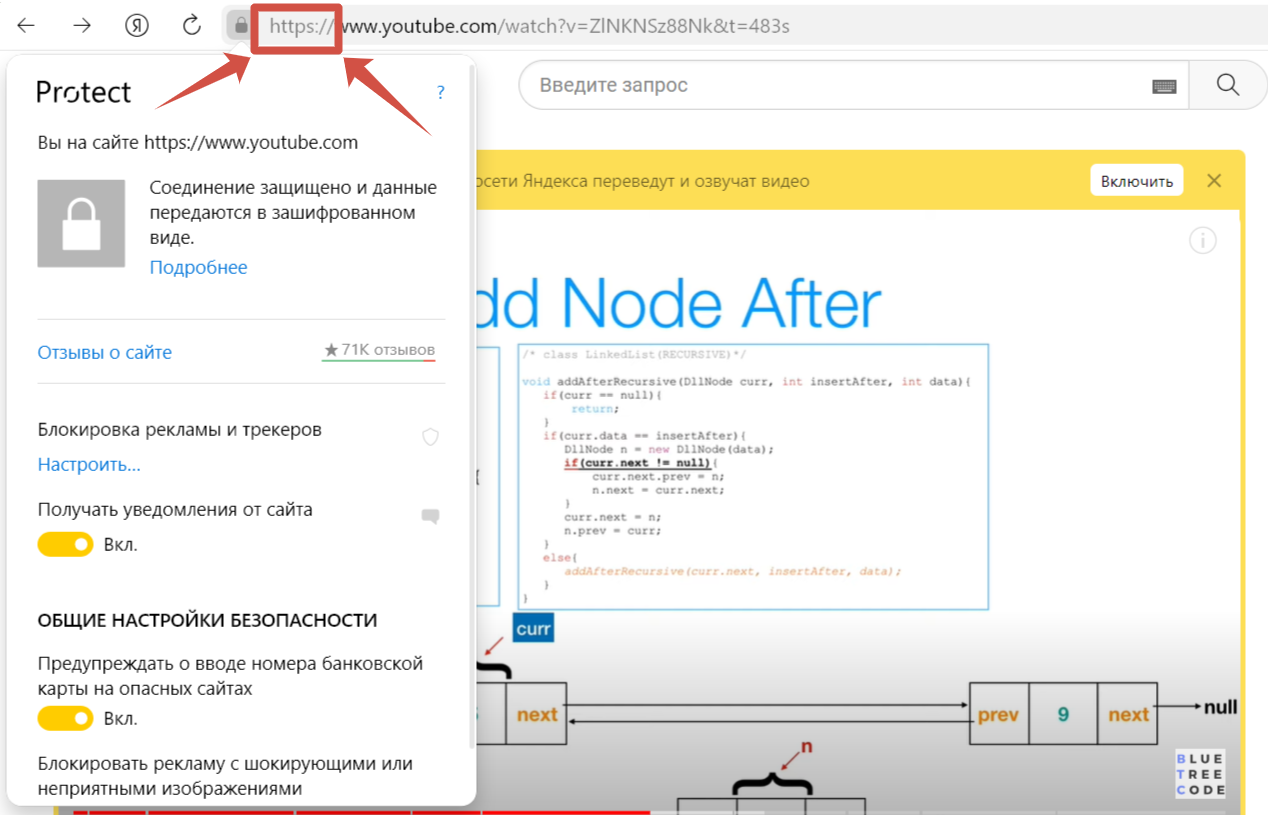 https://www.youtube.com/watch?v=ZlNKNSz88Nk&t=483s
Protect
?
Вы на сайте https://www.youtube.com
Соединение защищено и данные
передаются в зашифрованном
виде.
Подробнее
Отзывы о сайте
★ 71K отзывов
Блокировка рекламы и трекеров
Настроить...
Получать уведомления от сайта
Вкл.
ОБЩИЕ НАСТРОЙКИ БЕЗОПАСНОСТИ
Предупреждать о вводе номера банковской
карты на опасных сайтах
Вкл.
Блокировать рекламу с шокирующими или
неприятными изображениями
Введите запрос
Яндекса переведут и озвучат видео
Включить
Node After
/* class LinkedList(RECURSIVE)*/
void addAfterRecursive(DllNode curr, int insertAfter, int data){
if(curr == null){
return;
}
if(curr.data == insertAfter){
DllNode n = new DllNode(data);
if(curr.next != null){
curr.next.prev = n;
n.next = curr.next;
}
curr.next = n;
n.prev = curr;
}
else{
addAfterRecursive(curr.next, insertAfter, data);
}
}
curr
next
prev 9 next
null
n
BLUE
TREE
CODE